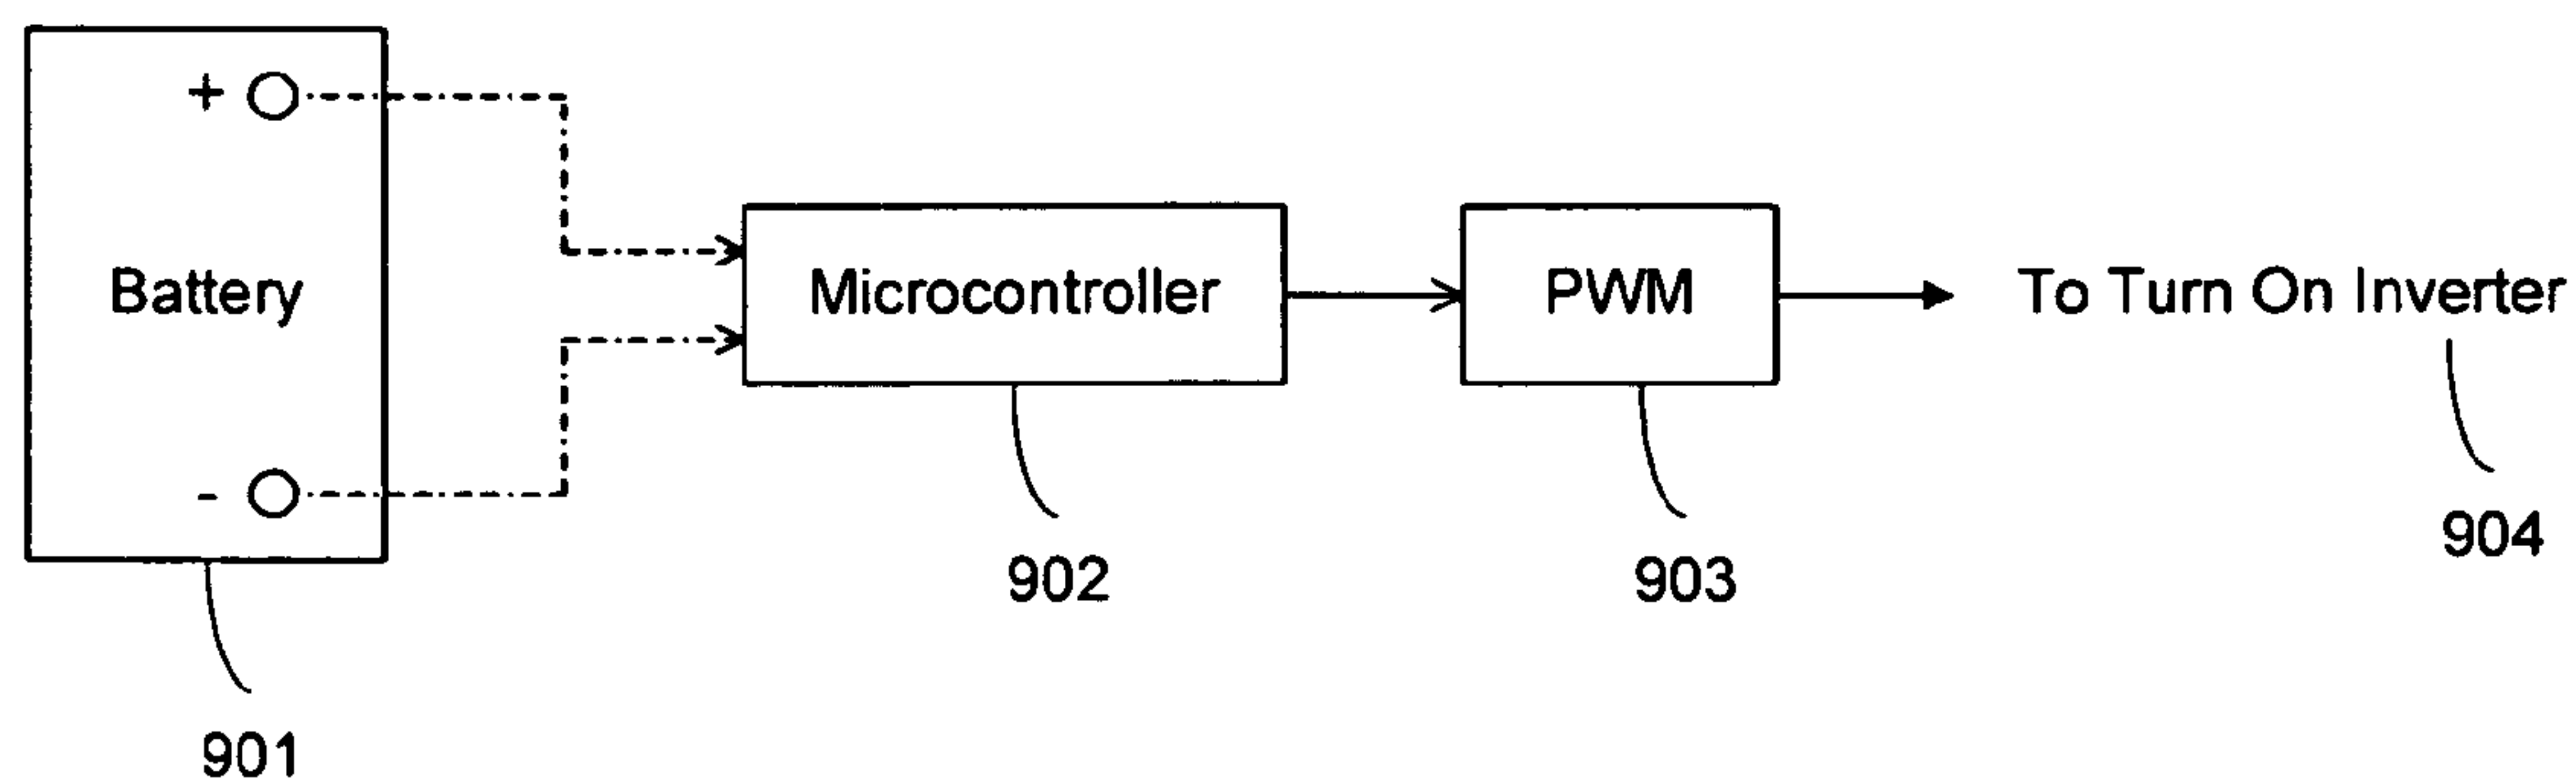 +
Battery
-
Microcontroller
PWM
To Turn On Inverter
901
902
903
904